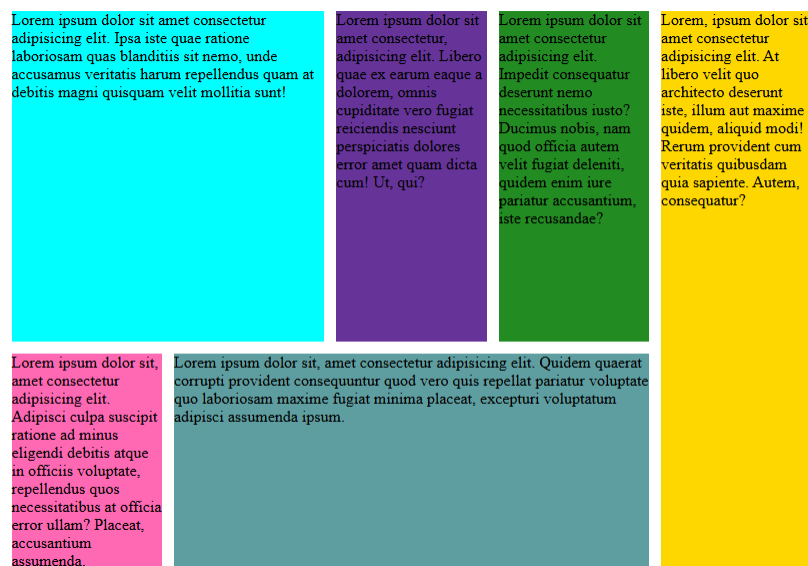 Lorem ipsum dolor sit amet consectetur
adipisicing elit. Ipsa iste quae ratione
laboriosam quas blanditiis sit nemo, unde
accusamus veritatis harum repellendus quam at
debitis magni quisquam velit mollitia sunt!
Lorem ipsum dolor sit
amet consectetur,
adipisicing elit. Libero
quae ex earum eaque a
dolorem, omnis
cupiditate vero fugiat
reiciendis nesciunt
perspiciatis dolores
error amet quam dicta
cum! Ut, qui?
Lorem ipsum dolor sit
amet consectetur
adipisicing elit.
Impedit consequatur
deserunt nemo
necessitatibus iusto?
Ducimus nobis, nam
quod officia autem
velit fugiat deleniti,
quidem enim iure
pariatur accusantium,
iste recusandae?
Lorem, ipsum dolor sit
amet consectetur
adipisicing elit. At
libero velit quo
architecto deserunt
iste, illum aut maxime
quidem, aliquid modi!
Rerum provident cum
veritatis quibusdam
quia sapiente. Autem,
consequatur?
Lorem ipsum dolor sit,
amet consectetur
adipisicing elit.
Adipisci culpa suscipit
ratione ad minus
eligendi debitis atque
in officiis voluptate,
repellendus quos
necessitatibus at officia
error ullam? Placeat,
accusantium
assumenda.
Lorem ipsum dolor sit, amet consectetur adipisicing elit. Quidem quaerat
corrupti provident consequuntur quod vero quis repellat pariatur voluptate
quo laboriosam maxime fugiat minima placeat, excepturi voluptatum
adipisci assumenda ipsum.